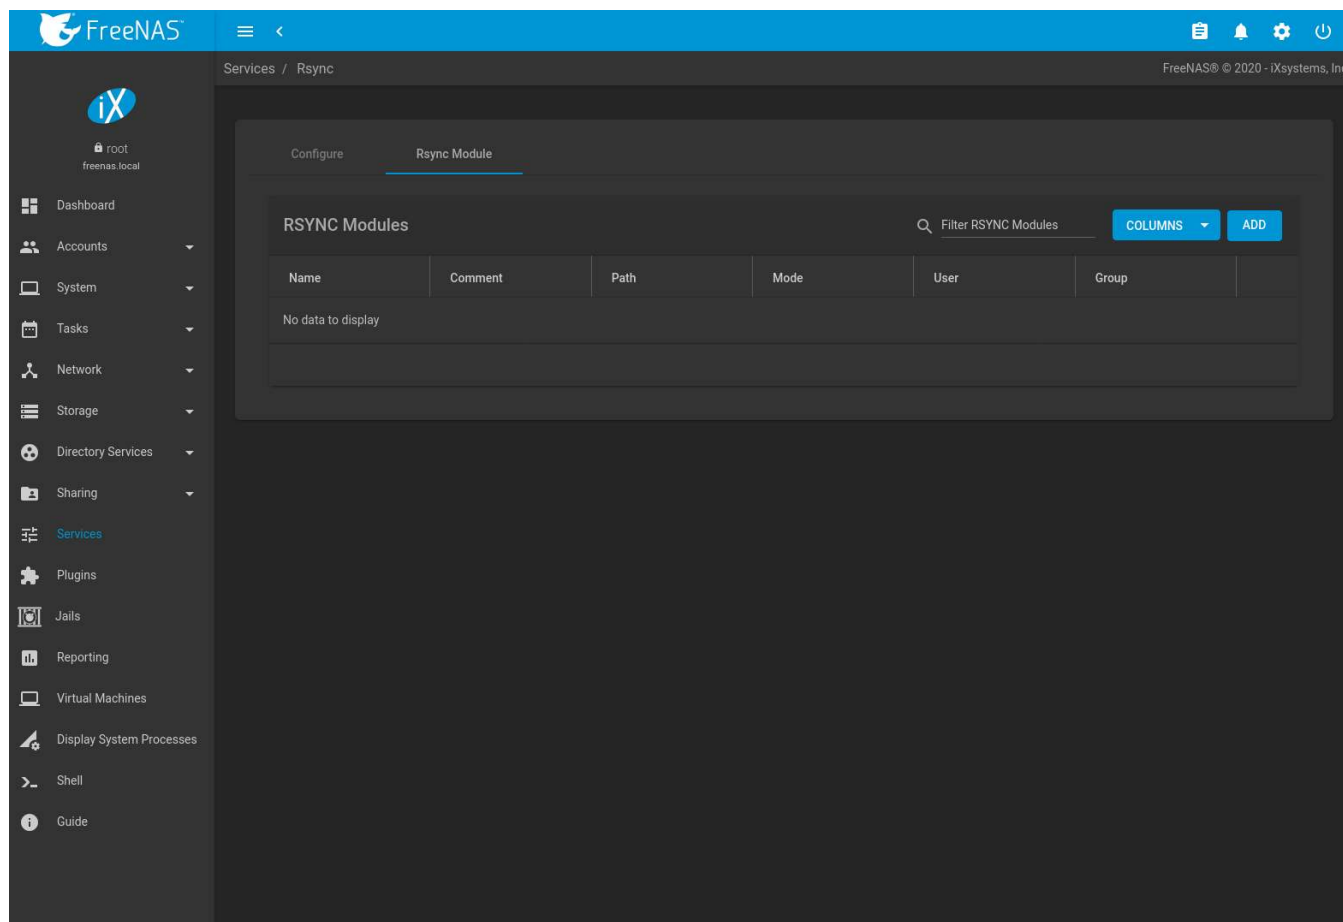 FreeNAS™
Services / Rsync
FreeNAS® © 2020 - iXsystems, Inc
iX
root
freenas.local
Dashboard
Accounts
System
Tasks
Network
Storage
Directory Services
Sharing
Services
Plugins
Jails
Reporting
Virtual Machines
Display System Processes
Shell
Guide
Configure Rsync Module
RSYNC Modules Filter RSYNC Modules COLUMNS ADD
Name Comment Path Mode User Group
No data to display